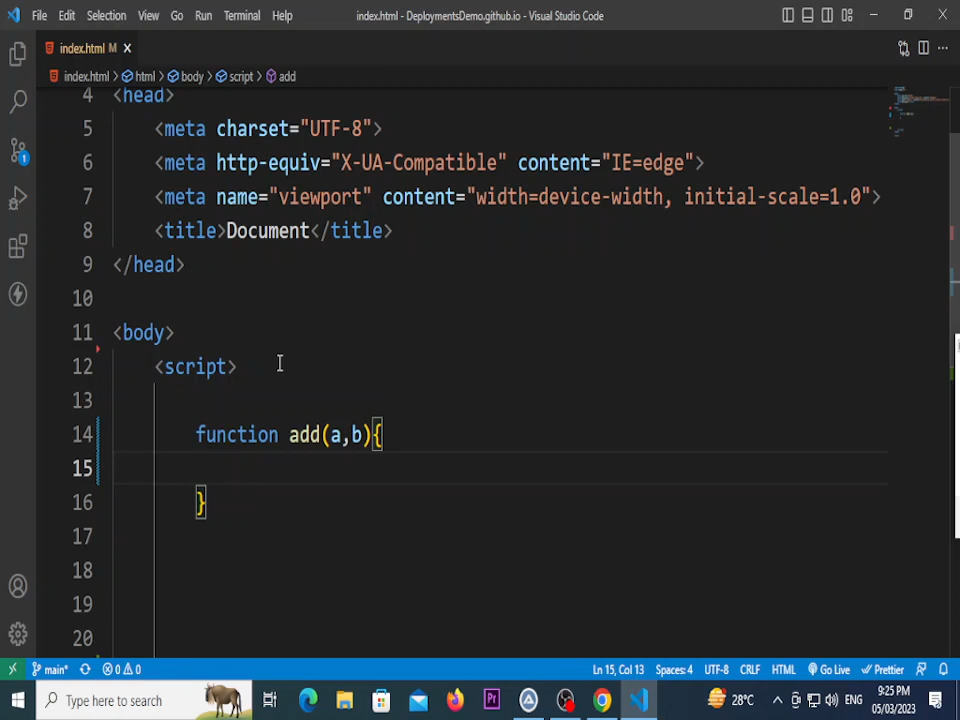 File Edit Selection View Go Run Terminal Help index.html - DeploymentsDemo.github.io - Visual Studio Code
index.html M
index.html > html > body > script > add
4 <head>
5 <meta charset="UTF-8">
6 <meta http-equiv="X-UA-Compatible" content="IE=edge">
7 <meta name="viewport" content="width=device-width, initial-scale=1.0">
8 <title>Document</title>
9 </head>
10
11 <body>
12 <script>
13
14 function add(a,b){
15
16 }
17
18
19
20
1
main* 0 0 Ln 15, Col 13 Spaces: 4 UTF-8 CRLF HTML Go Live Prettier
Type here to search Pr 28°C ENG 9:25 PM
05/03/2023